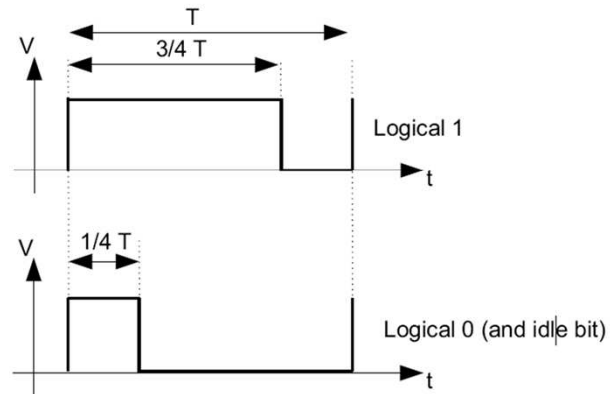 T
V
3/4 T
Logical 1
t
V
1/4 T
Logical 0 (and idle bit)
t